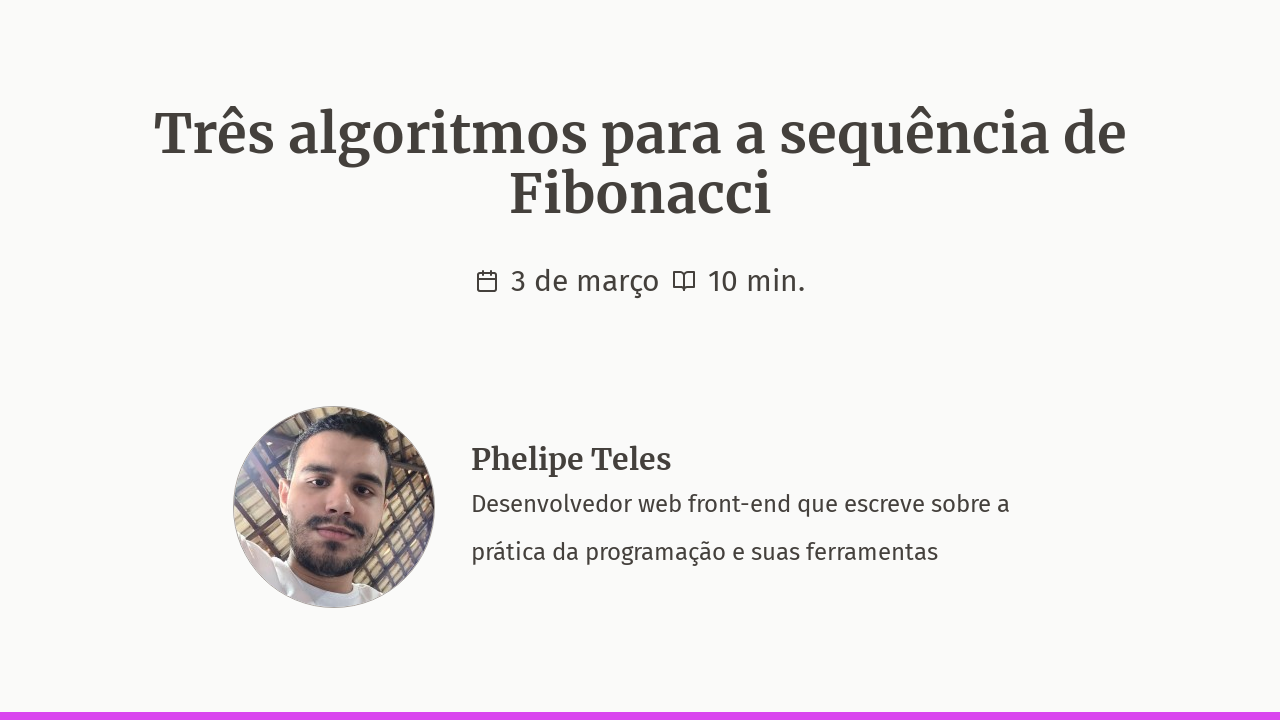 Três algoritmos para a sequência de
Fibonacci
3 de março 10 min.
Phelipe Teles
Desenvolvedor web front-end que escreve sobre a
prática da programação e suas ferramentas